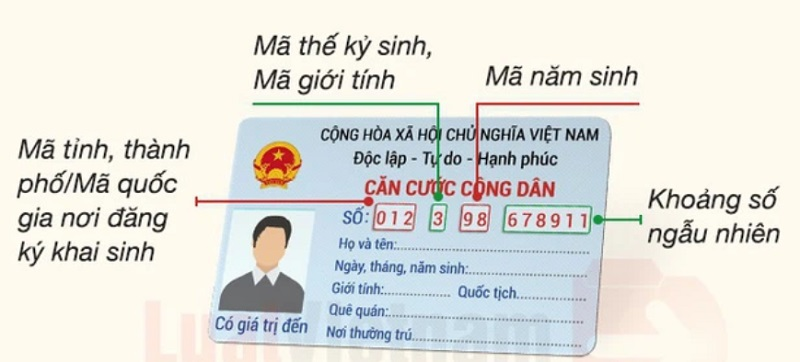 Mã thế kỷ sinh,
Mã giới tính
Mã năm sinh
Mã tỉnh, thành
phố/Mã quốc
gia nơi đăng
ký khai sinh
CỘNG HÒA XÃ HỘI CHỦ NGHĨA VIỆT NAM
Độc lập - Tự do - Hạnh phúc
CĂN CƯỚC CÔNG DÂN
SỐ: 012 3 98 678911
Họ và tên:
Ngày, tháng, năm sinh:
Giới tính: Quốc tịch
Quê quán:
Nơi thường trú
Có giá trị đến
Khoảng số
ngẫu nhiên
LuatVietnam